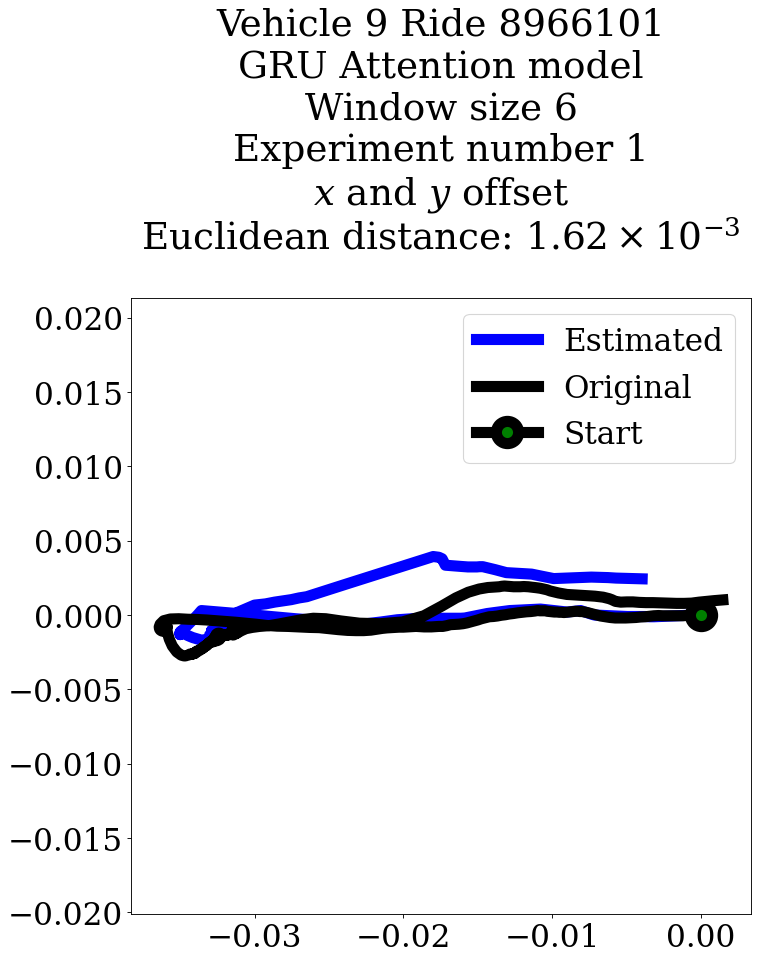 Vehicle 9 Ride 8966101
GRU Attention model
Window size 6
Experiment number 1
x and y offset
Euclidean distance: 1.62 × 10⁻³
Estimated
Original
Start
0.020
0.015
0.010
0.005
0.000
−0.005
−0.010
−0.015
−0.020
−0.03 −0.02 −0.01 0.00